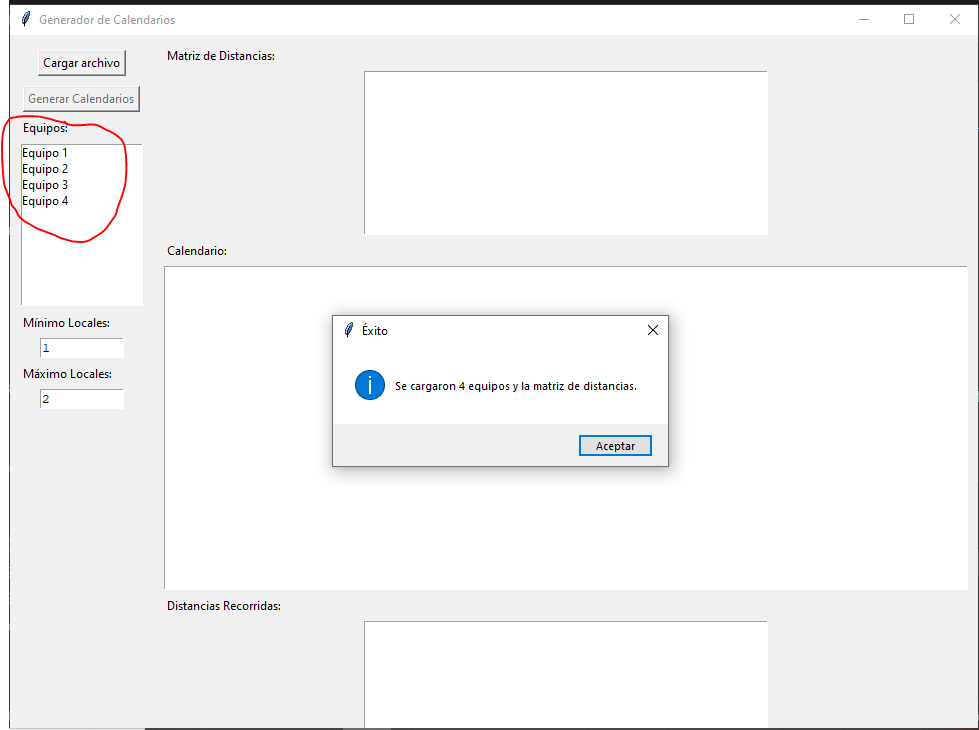 Generador de Calendarios
Cargar archivo
Generar Calendarios
Equipos:
Equipo 1
Equipo 2
Equipo 3
Equipo 4
Mínimo Locales:
1
Máximo Locales:
2
Matriz de Distancias:
Calendario:
Éxito
Se cargaron 4 equipos y la matriz de distancias.
Aceptar
Distancias Recorridas: